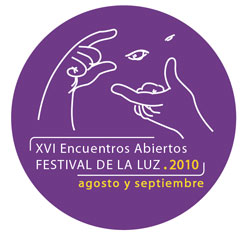 XVI Encuentros Abiertos
FESTIVAL DE LA LUZ.2010
agosto y septiembre